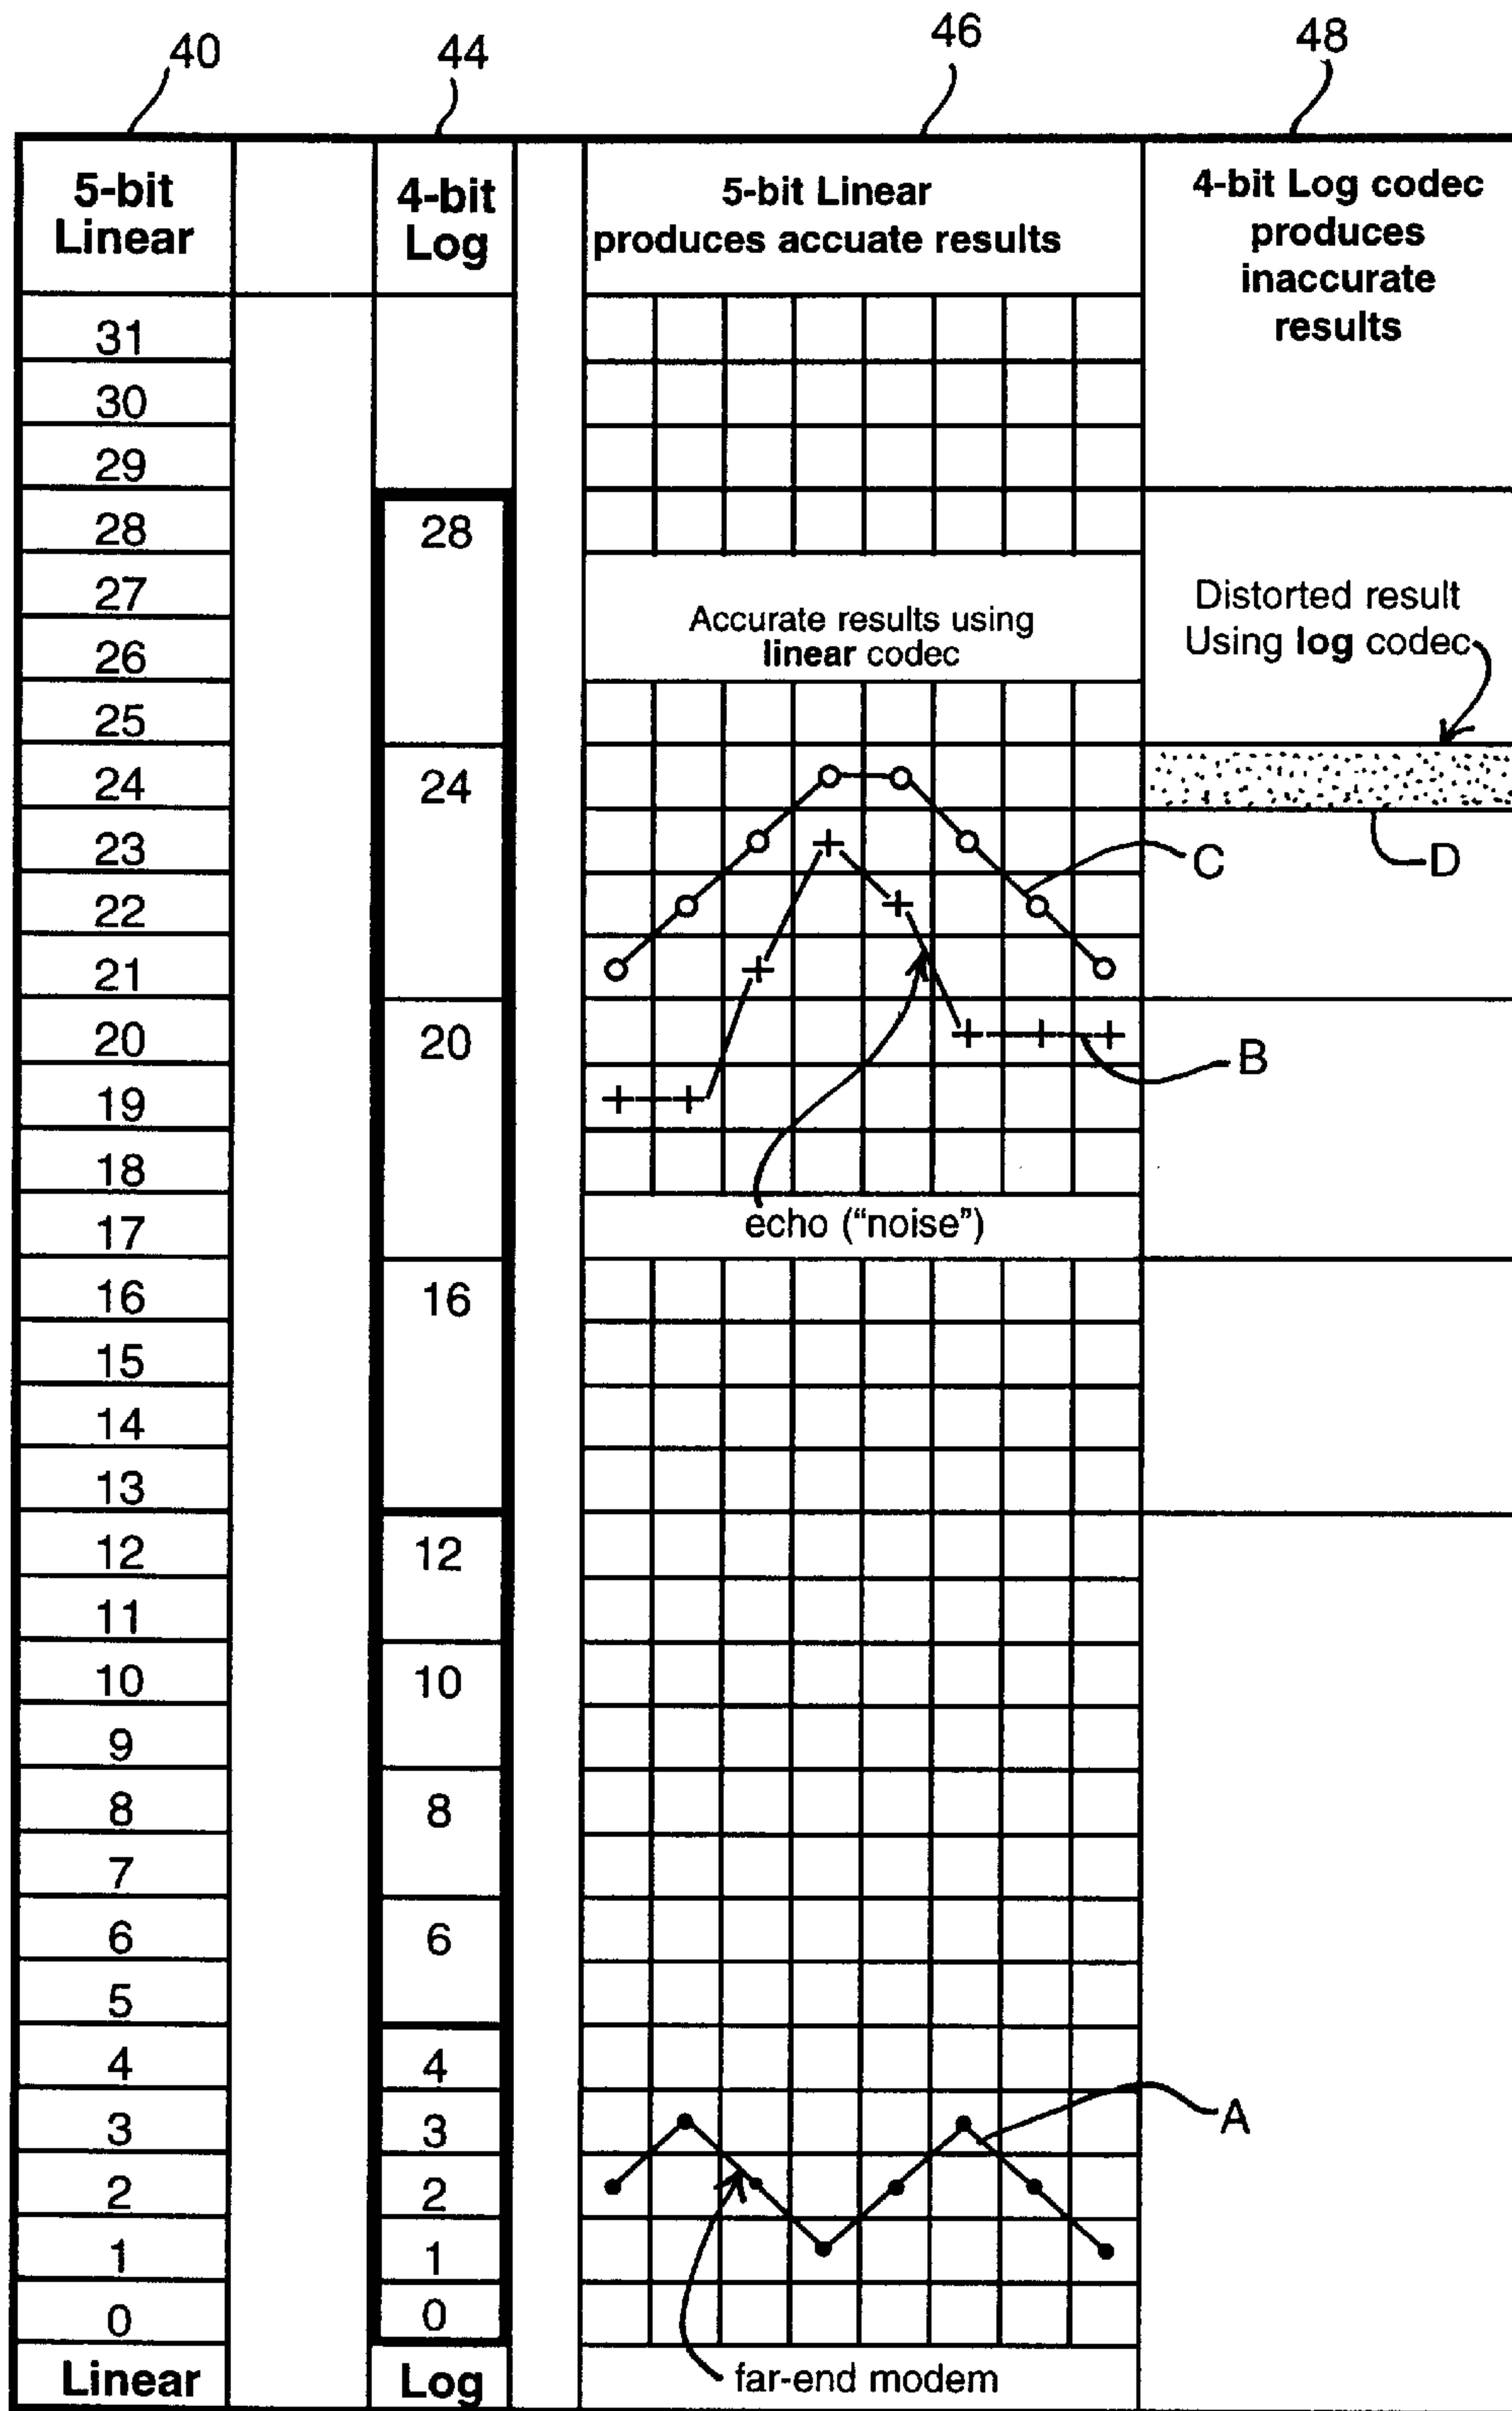 40
44
46
48
5-bit
Linear
4-bit
Log
5-bit Linear
produces accuate results
4-bit Log codec
produces
inaccurate
results
31
30
29
28
27
26
25
24
23
22
21
20
19
18
17
16
15
14
13
12
11
10
9
8
7
6
5
4
3
2
1
0
Linear
28
24
20
16
12
10
8
6
4
3
2
1
0
Log
Accurate results using
linear codec
echo ("noise")
far-end modem
Distorted result
Using log codec
C
D
B
A